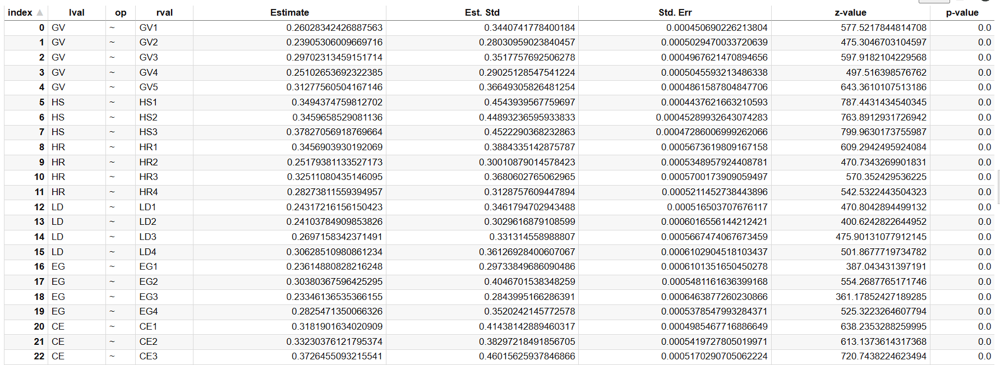 index lval op rval Estimate Est. Std Std. Err z-value p-value
0 GV ~ GV1 0.26028342426887563 0.3440741778400184 0.000450690226213804 577.5217844814708 0.0
1 GV ~ GV2 0.23905306009669716 0.28030959023840457 0.0005029470033720639 475.3046703104597 0.0
2 GV ~ GV3 0.29702313459151714 0.3517757692506278 0.0004967621470894656 597.9182104229568 0.0
3 GV ~ GV4 0.25102653692322385 0.29025128547541224 0.0005045593213486338 497.516398576762 0.0
4 GV ~ GV5 0.31277560504167146 0.36649305826481254 0.0004861587804847706 643.3610107513186 0.0
5 HS ~ HS1 0.3494374759812702 0.4543939567759697 0.0004437621663210593 787.4431434540345 0.0
6 HS ~ HS2 0.3459658529081136 0.44893236595933833 0.00045289932643074283 763.8912931726942 0.0
7 HS ~ HS3 0.37827056918769664 0.4522290368232863 0.00047286006999262066 799.9630173755987 0.0
8 HR ~ HR1 0.3456903930192069 0.3884335142875787 0.0005673619809167158 609.2942495924084 0.0
9 HR ~ HR2 0.25179381133527173 0.30010879014578423 0.0005348957924408781 470.7343269901831 0.0
10 HR ~ HR3 0.32511080435146095 0.3680602765062965 0.0005700173909059497 570.352429536225 0.0
11 HR ~ HR4 0.28273811559394957 0.3128757609447894 0.0005211452738443896 542.5322443504323 0.0
12 LD ~ LD1 0.24317216156150423 0.3461794702943488 0.000516503707676117 470.8042894499132 0.0
13 LD ~ LD2 0.24103784909853826 0.3029616879108599 0.0006016556144212421 400.6242822644952 0.0
14 LD ~ LD3 0.2697158342371491 0.331314558988807 0.0005667474067673459 475.90131077912145 0.0
15 LD ~ LD4 0.30628510980861234 0.36126928400607067 0.0006102904518103437 501.8677719734782 0.0
16 EG ~ EG1 0.23614880828216248 0.29733849686090486 0.0006101351650450278 387.043431397191 0.0
17 EG ~ EG2 0.30380367596425295 0.4046701538348259 0.0005481161636399168 554.2687765171746 0.0
18 EG ~ EG3 0.23346136535366155 0.2843995166286391 0.0006463877260230866 361.17852427189285 0.0
19 EG ~ EG4 0.2825471350066326 0.3520242145772578 0.0005378547993284371 525.3223264607794 0.0
20 CE ~ CE1 0.3181901634020909 0.41438142889460317 0.0004985467716886649 638.2353288259995 0.0
21 CE ~ CE2 0.33230376121795374 0.38297218491856705 0.0005419727805019971 613.1373614317368 0.0
22 CE ~ CE3 0.3726455093215541 0.46015625937846866 0.0005170290705062224 720.7438224623494 0.0